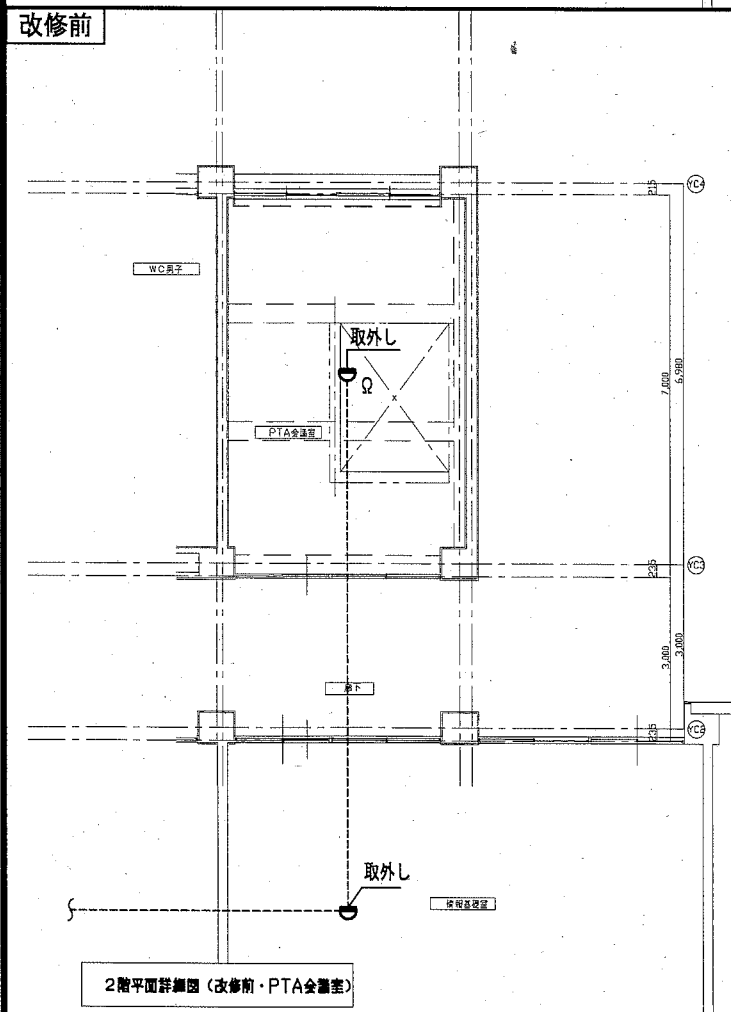 改修前
215
YC4
WC男子
取外し
Ω
7,000
6,980
PTA会議室
235
YC3
3,000
3,000
廊下
235
YC2
取外し
情報基礎室
2階平面詳細図(改修前・PTA会議室)